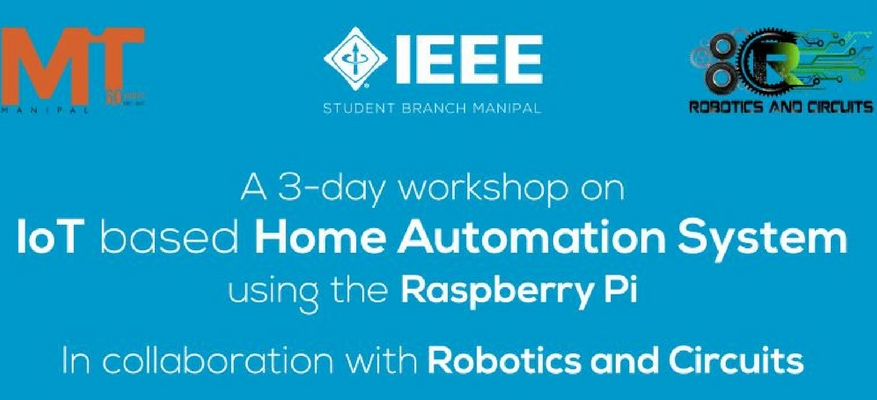 MiT
MANIPAL
60
IEEE
STUDENT BRANCH MANIPAL
R
ROBOTICS AND CIRCUITS
A 3-day workshop on
IoT based Home Automation System
using the Raspberry Pi
In collaboration with Robotics and Circuits